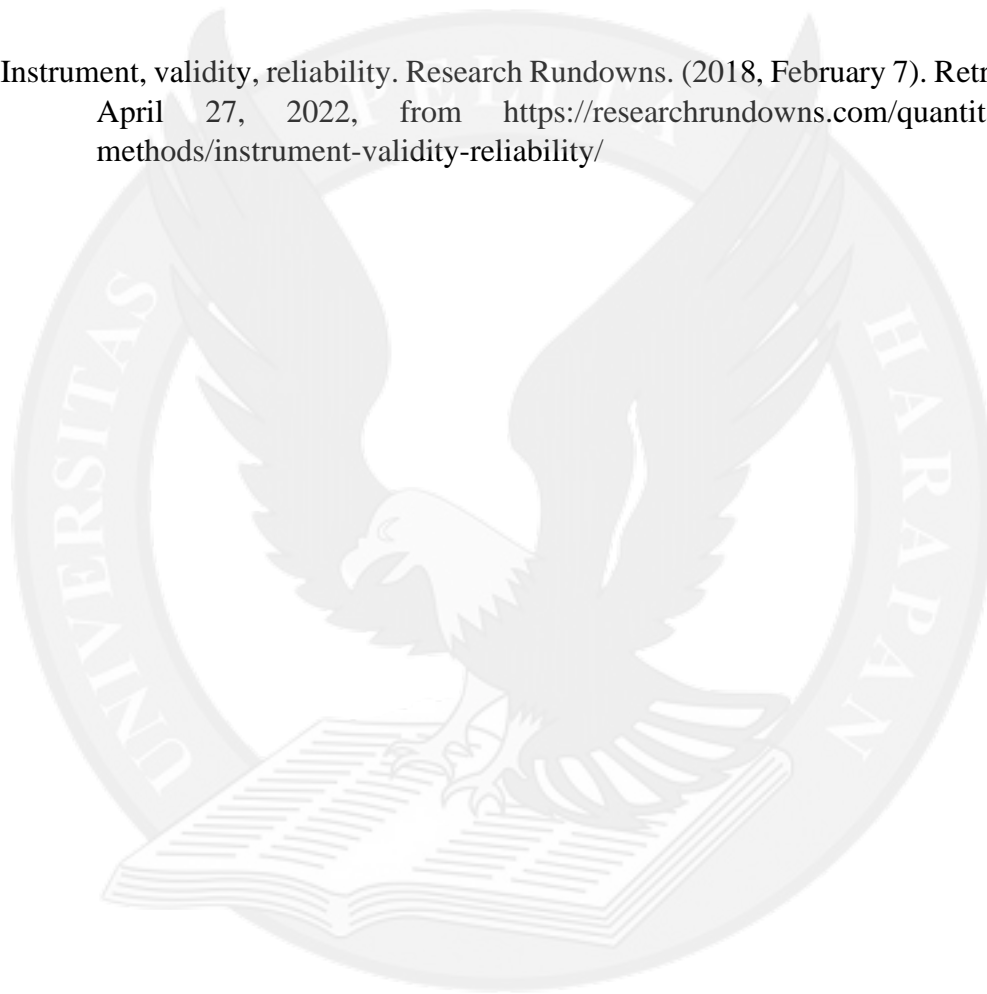 Instrument, validity, reliability. Research Rundowns. (2018, February 7). Retr
April 27, 2022, from https://researchrundowns.com/quantit
methods/instrument-validity-reliability/
UNIVERSITAS PELITA HARAPAN